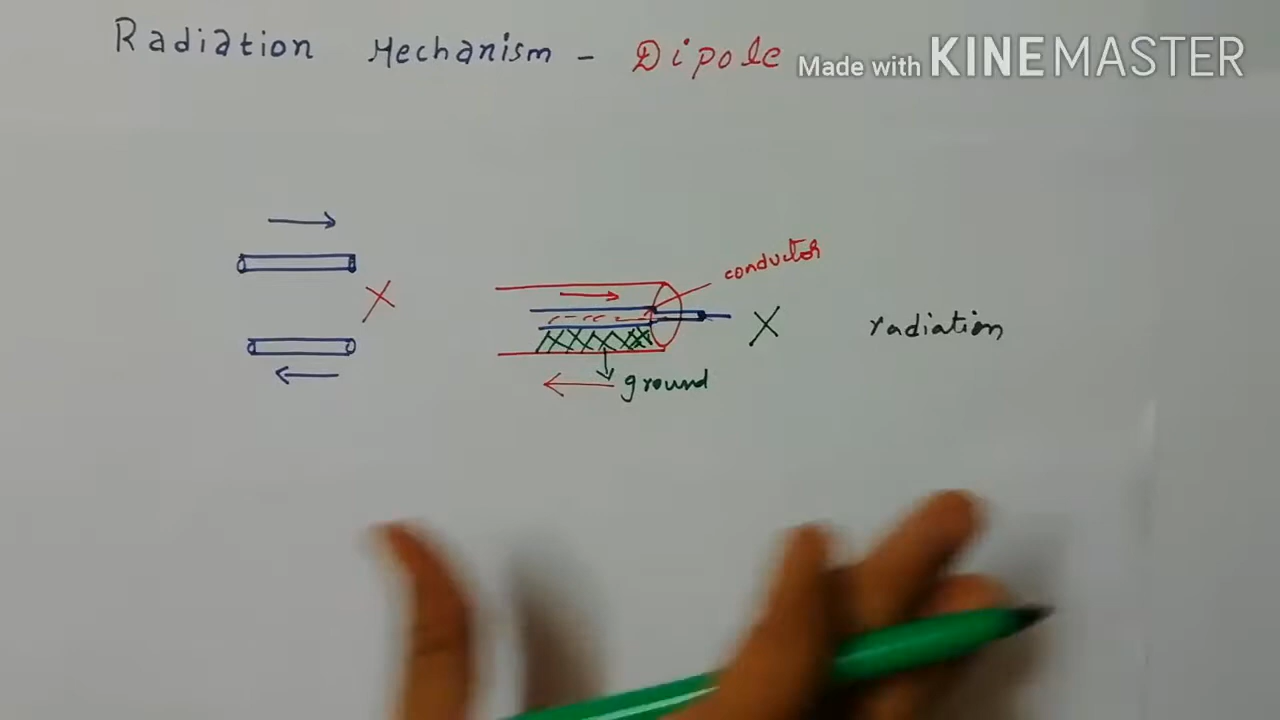 Radiation Mechanism - Dipole
Made with KINEMASTER
conductor
X
X radiation
ground